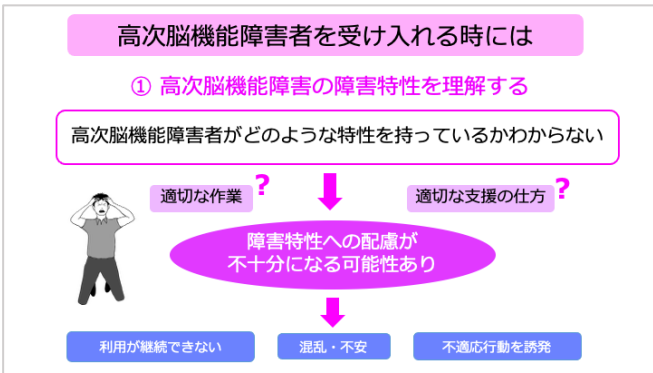 高次脳機能障害者を受け入れる時には
① 高次脳機能障害の障害特性を理解する
高次脳機能障害者がどのような特性を持っているかわからない
適切な作業 ?
適切な支援の仕方 ?
障害特性への配慮が
不十分になる可能性あり
利用が継続できない
混乱・不安
不適応行動を誘発